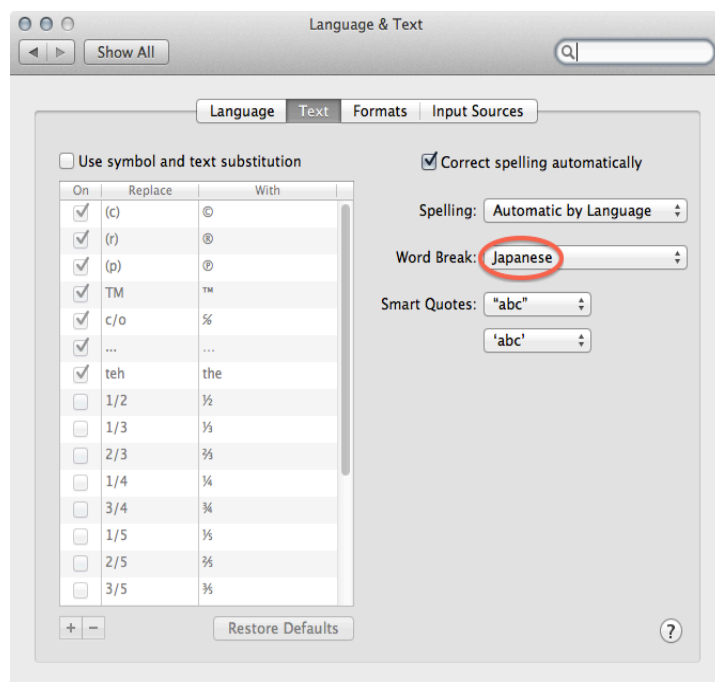 Language & Text
Show All
Language Text Formats Input Sources
Use symbol and text substitution
On Replace With
(c) ©
(r) ®
(p) ℗
TM ™
c/o ℅
... …
teh the
1/2 ½
1/3 ⅓
2/3 ⅔
1/4 ¼
3/4 ¾
1/5 ⅕
2/5 ⅖
3/5 ⅗
+ −
Restore Defaults
Correct spelling automatically
Spelling: Automatic by Language
Word Break: Japanese
Smart Quotes: “abc”
‘abc’
?